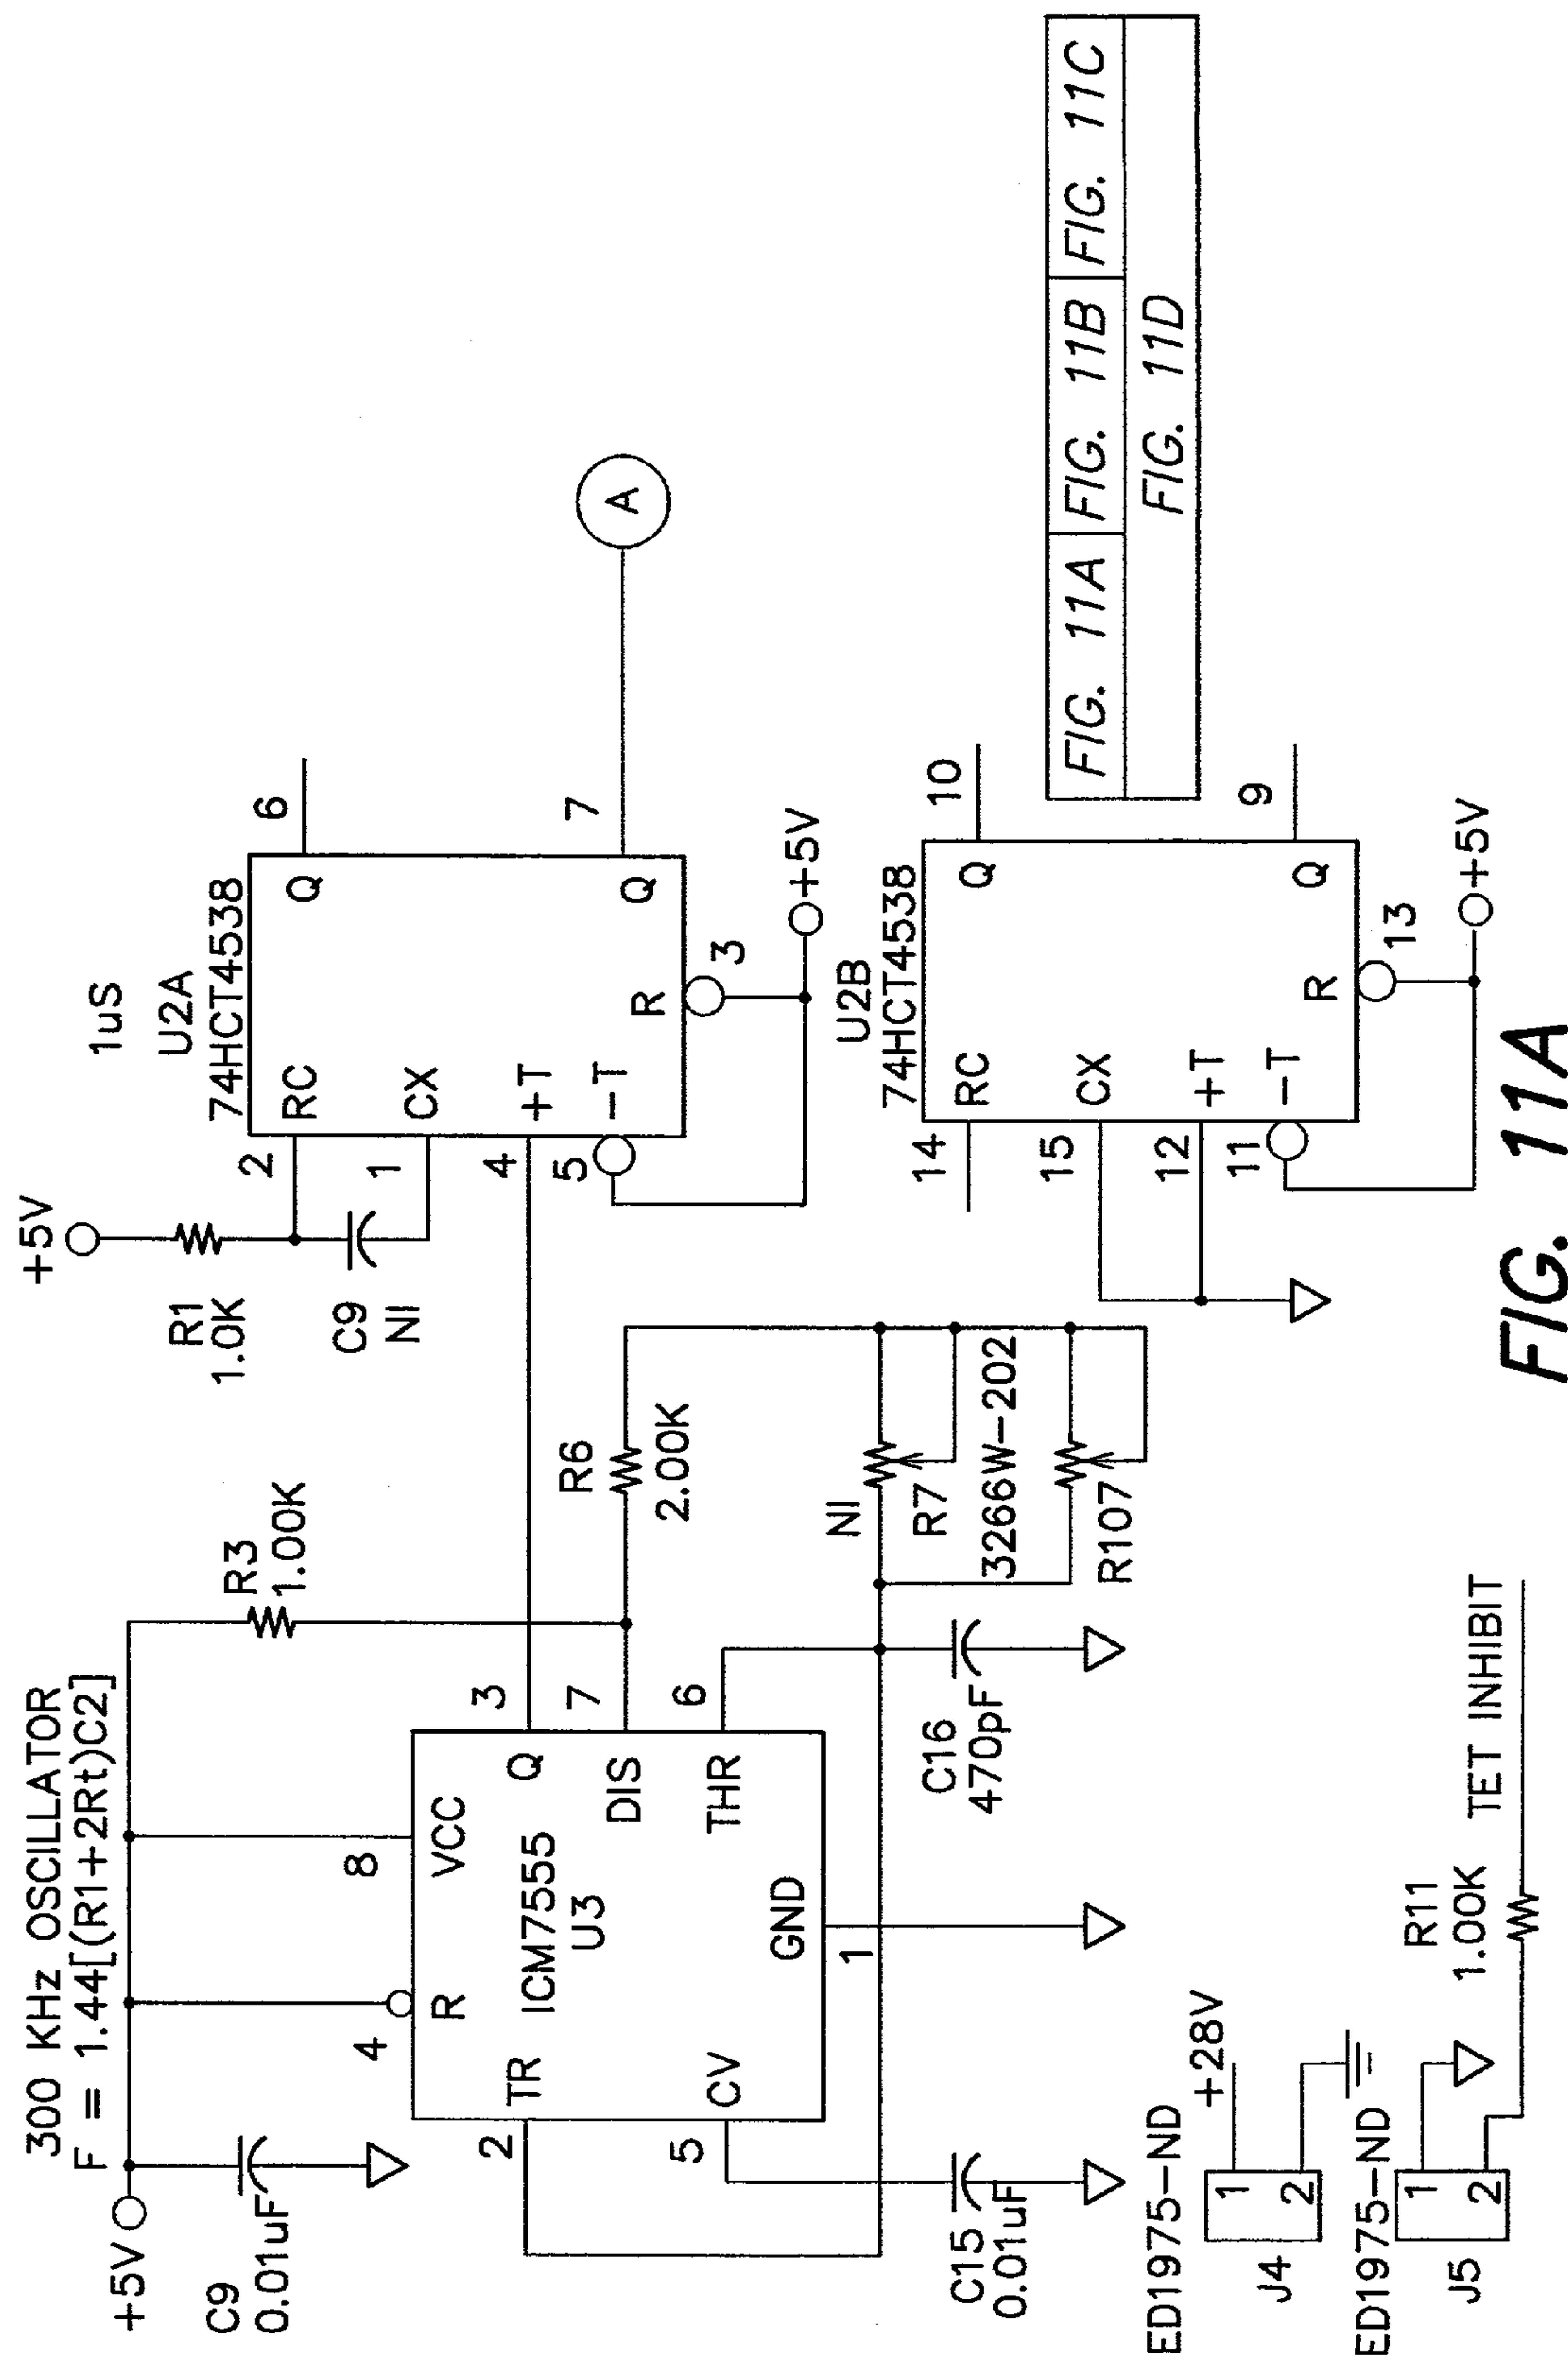 300 KHz OSCILLATOR
F = 1.44[(R1+2Rt)C2]
+5V
C9
0.01uF
R3
1.00K
4
8
R
VCC
2
TR
ICM7555
U3
Q
3
DIS
7
5
CV
THR
6
GND
1
R6
2.00K
NI
R7
3266W-202
R107
C15
0.01uF
C16
470pF
+5V
R1
1.0K
C9
NI
1uS
U2A
74HCT4538
2
RC
Q
6
1
CX
4
+T
5
-T
Q
7
R
3
+5V
A
U2B
74HCT4538
14
RC
Q
10
15
CX
12
+T
11
-T
Q
9
R
13
+5V
ED1975-ND
+28V
1
2
J4
ED1975-ND
1
2
J5
R11
1.00K
TET INHIBIT
FIG. 11A FIG. 11B FIG. 11C
FIG. 11D
FIG. 11A